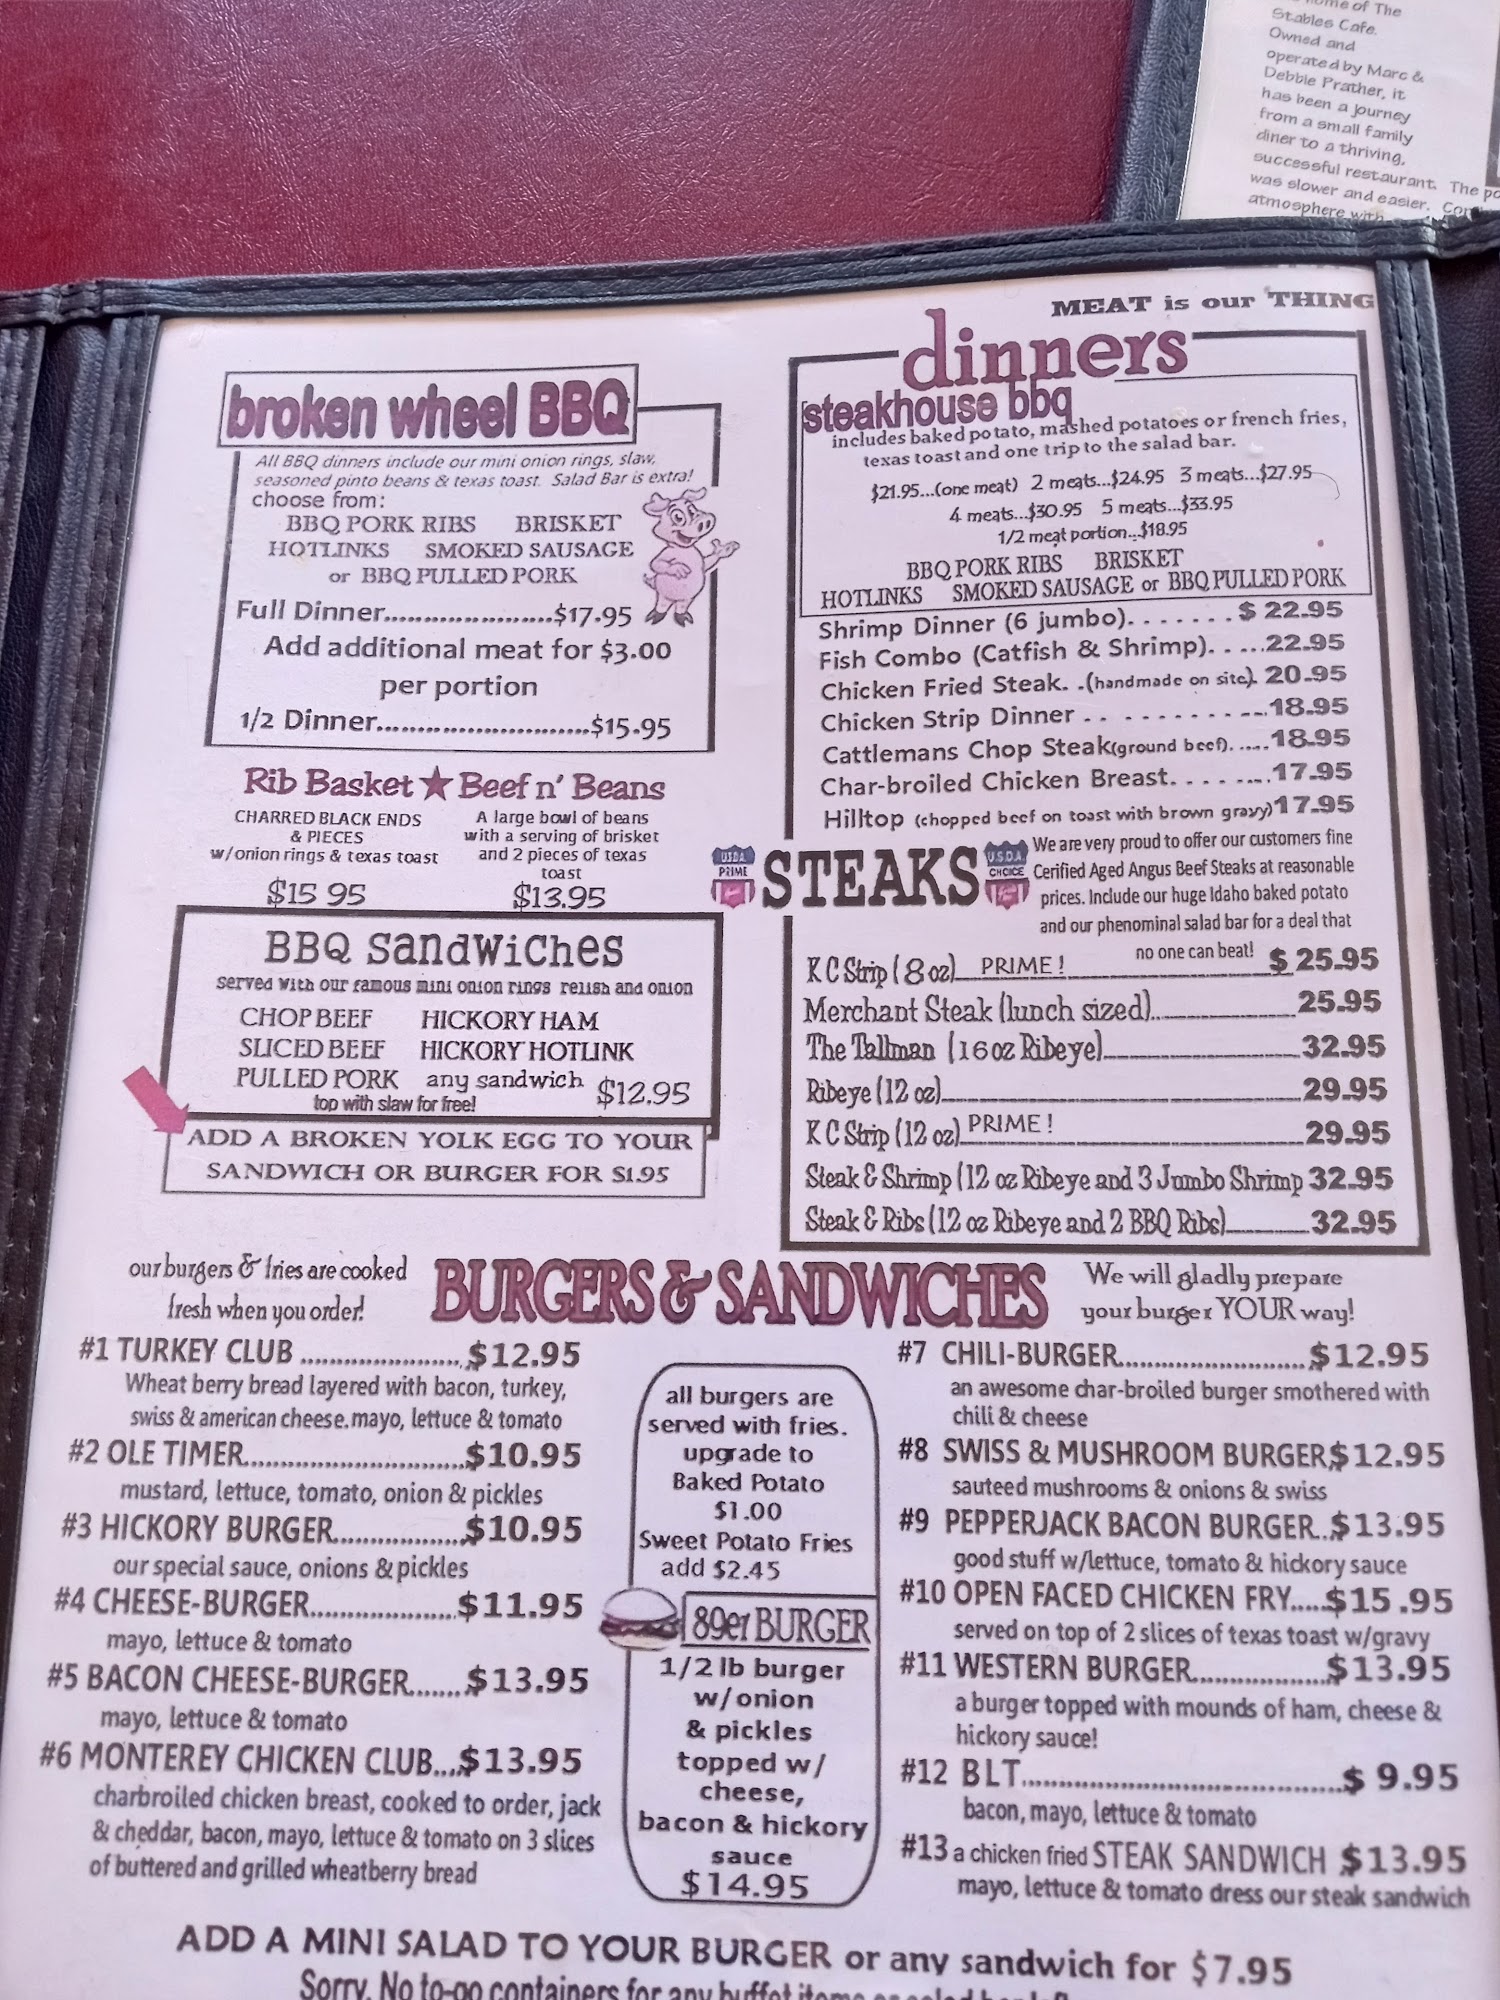 home of The
Stables Cafe.
Owned and
operated by Marc &
Debbie Prather, it
has been a journey
from a small family
diner to a thriving,
successful restaurant. The
was slower and easier.
atmosphere with
MEAT is our THING
broken wheel BBQ
All BBQ dinners include our mini onion rings, slaw,
seasoned pinto beans & texas toast. Salad Bar is extra!
choose from:
BBQ PORK RIBS BRISKET
HOTLINKS SMOKED SAUSAGE
or BBQ PULLED PORK
Full Dinner......................$17.95
Add additional meat for $3.00
per portion
1/2 Dinner...........................$15.95
Rib Basket ★ Beef n' Beans
CHARRED BLACK ENDS
& PIECES
w/onion rings & texas toast
$15 95
A large bowl of beans
with a serving of brisket
and 2 pieces of texas
toast
$13.95
BBQ SandWiches
served with our famous mini onion rings relish and onion
CHOP BEEF HICKORY HAM
SLICED BEEF HICKORY HOTLINK
PULLED PORK any sandwich $12.95
top with slaw for free!
ADD A BROKEN YOLK EGG TO YOUR
SANDWICH OR BURGER FOR $1.95
dinners
steakhouse bbq
includes baked potato, mashed potatoes or french fries,
texas toast and one trip to the salad bar.
$21.95...(one meat) 2 meats...$24.95 3 meats...$27.95
4 meats...$30.95 5 meats...$33.95
1/2 meat portion...$18.95
BBQ PORK RIBS BRISKET
HOTLINKS SMOKED SAUSAGE or BBQ PULLED PORK
Shrimp Dinner (6 jumbo). . . . . . . . $ 22.95
Fish Combo (Catfish & Shrimp). . ....22.95
Chicken Fried Steak. .(handmade on site). 20.95
Chicken Strip Dinner . . . . . . . . . . ...18.95
Cattlemans Chop Steak(ground beef). .....18.95
Char-broiled Chicken Breast. . . . . ....17.95
Hilltop (chopped beef on toast with brown gravy)17.95
U.S.D.A. PRIME
STEAKS
U.S.D.A. CHOICE
We are very proud to offer our customers fine
Cerified Aged Angus Beef Steaks at reasonable
prices. Include our huge Idaho baked potato
and our phenominal salad bar for a deal that
no one can beat!
K C Strip (8 oz) PRIME! $ 25.95
Merchant Steak (lunch sized)..25.95
The Tallman (16 oz Ribeye)32.95
Ribeye (12 oz)29.95
K C Strip (12 oz) PRIME! 29.95
Steak & Shrimp (12 oz Ribeye and 3 Jumbo Shrimp 32.95
Steak & Ribs (12 oz Ribeye and 2 BBQ Ribs)32.95
our burgers & fries are cooked
fresh when you order!
BURGERS & SANDWICHES
We will gladly prepare
your burger YOUR way!
#1 TURKEY CLUB .......................$12.95
Wheat berry bread layered with bacon, turkey,
swiss & american cheese.mayo, lettuce & tomato
#2 OLE TIMER..............................$10.95
mustard, lettuce, tomato, onion & pickles
#3 HICKORY BURGER..................$10.95
our special sauce, onions & pickles
#4 CHEESE-BURGER....................$11.95
mayo, lettuce & tomato
#5 BACON CHEESE-BURGER.......$13.95
mayo, lettuce & tomato
#6 MONTEREY CHICKEN CLUB...$13.95
charbroiled chicken breast, cooked to order, jack
& cheddar, bacon, mayo, lettuce & tomato on 3 slices
of buttered and grilled wheatberry bread
all burgers are
served with fries.
upgrade to
Baked Potato
$1.00
Sweet Potato Fries
add $2.45
89er BURGER
1/2 lb burger
w/onion
& pickles
topped w/
cheese,
bacon & hickory
sauce
$14.95
#7 CHILI-BURGER..........................$12.95
an awesome char-broiled burger smothered with
chili & cheese
#8 SWISS & MUSHROOM BURGER$12.95
sauteed mushrooms & onions & swiss
#9 PEPPERJACK BACON BURGER..$13.95
good stuff w/lettuce, tomato & hickory sauce
#10 OPEN FACED CHICKEN FRY.....$15.95
served on top of 2 slices of texas toast w/gravy
#11 WESTERN BURGER..................$13.95
a burger topped with mounds of ham, cheese &
hickory sauce!
#12 BLT...........................................$ 9.95
bacon, mayo, lettuce & tomato
#13 a chicken fried STEAK SANDWICH $13.95
mayo, lettuce & tomato dress our steak sandwich
ADD A MINI SALAD TO YOUR BURGER or any sandwich for $7.95
Sorry, No to-go containers for any buffet items